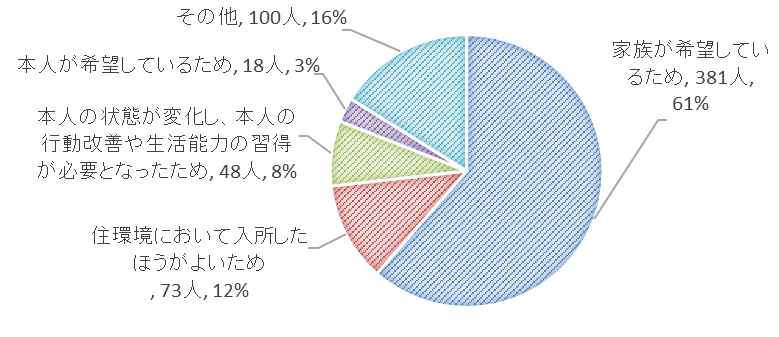 その他, 100人, 16%
本人が希望しているため, 18人, 3%
本人の状態が変化し、本人の
行動改善や生活能力の習得
が必要となったため, 48人, 8%
住環境において入所した
ほうがよいため
, 73人, 12%
家族が希望してい
るため, 381人,
61%